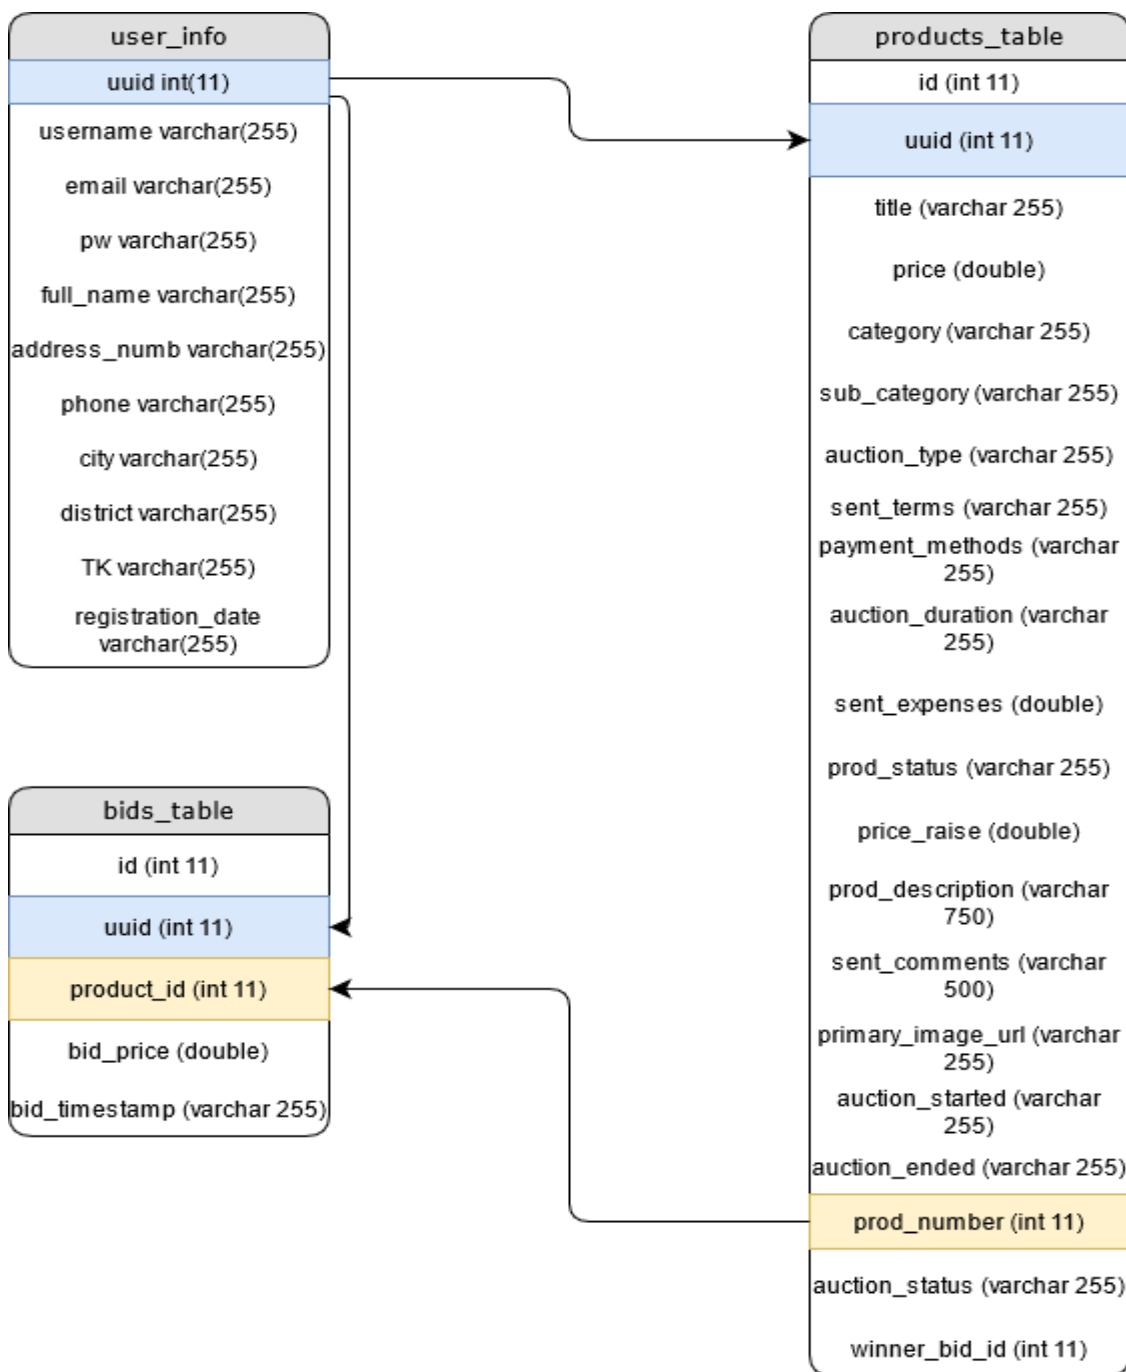 user_info
uuid int(11)
username varchar(255)
email varchar(255)
pw varchar(255)
full_name varchar(255)
address_numb varchar(255)
phone varchar(255)
city varchar(255)
district varchar(255)
TK varchar(255)
registration_date
varchar(255)
bids_table
id (int 11)
uuid (int 11)
product_id (int 11)
bid_price (double)
bid_timestamp (varchar 255)
products_table
id (int 11)
uuid (int 11)
title (varchar 255)
price (double)
category (varchar 255)
sub_category (varchar 255)
auction_type (varchar 255)
sent_terms (varchar 255)
payment_methods (varchar
255)
auction_duration (varchar
255)
sent_expenses (double)
prod_status (varchar 255)
price_raise (double)
prod_description (varchar
750)
sent_comments (varchar
500)
primary_image_url (varchar
255)
auction_started (varchar
255)
auction_ended (varchar 255)
prod_number (int 11)
auction_status (varchar 255)
winner_bid_id (int 11)